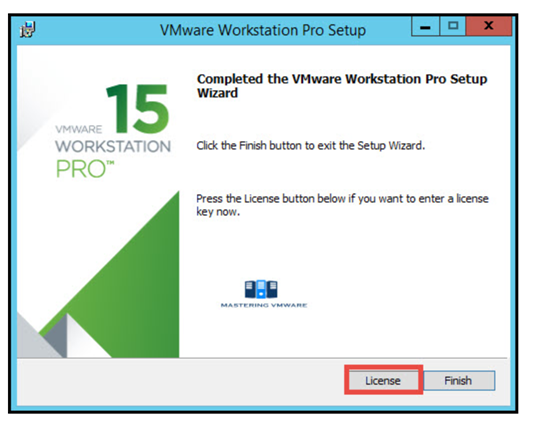 VMware Workstation Pro Setup
Completed the VMware Workstation Pro Setup
Wizard
15
VMWARE
WORKSTATION
PRO™
Click the Finish button to exit the Setup Wizard.
Press the License button below if you want to enter a license
key now.
MASTERING VMWARE
License
Finish